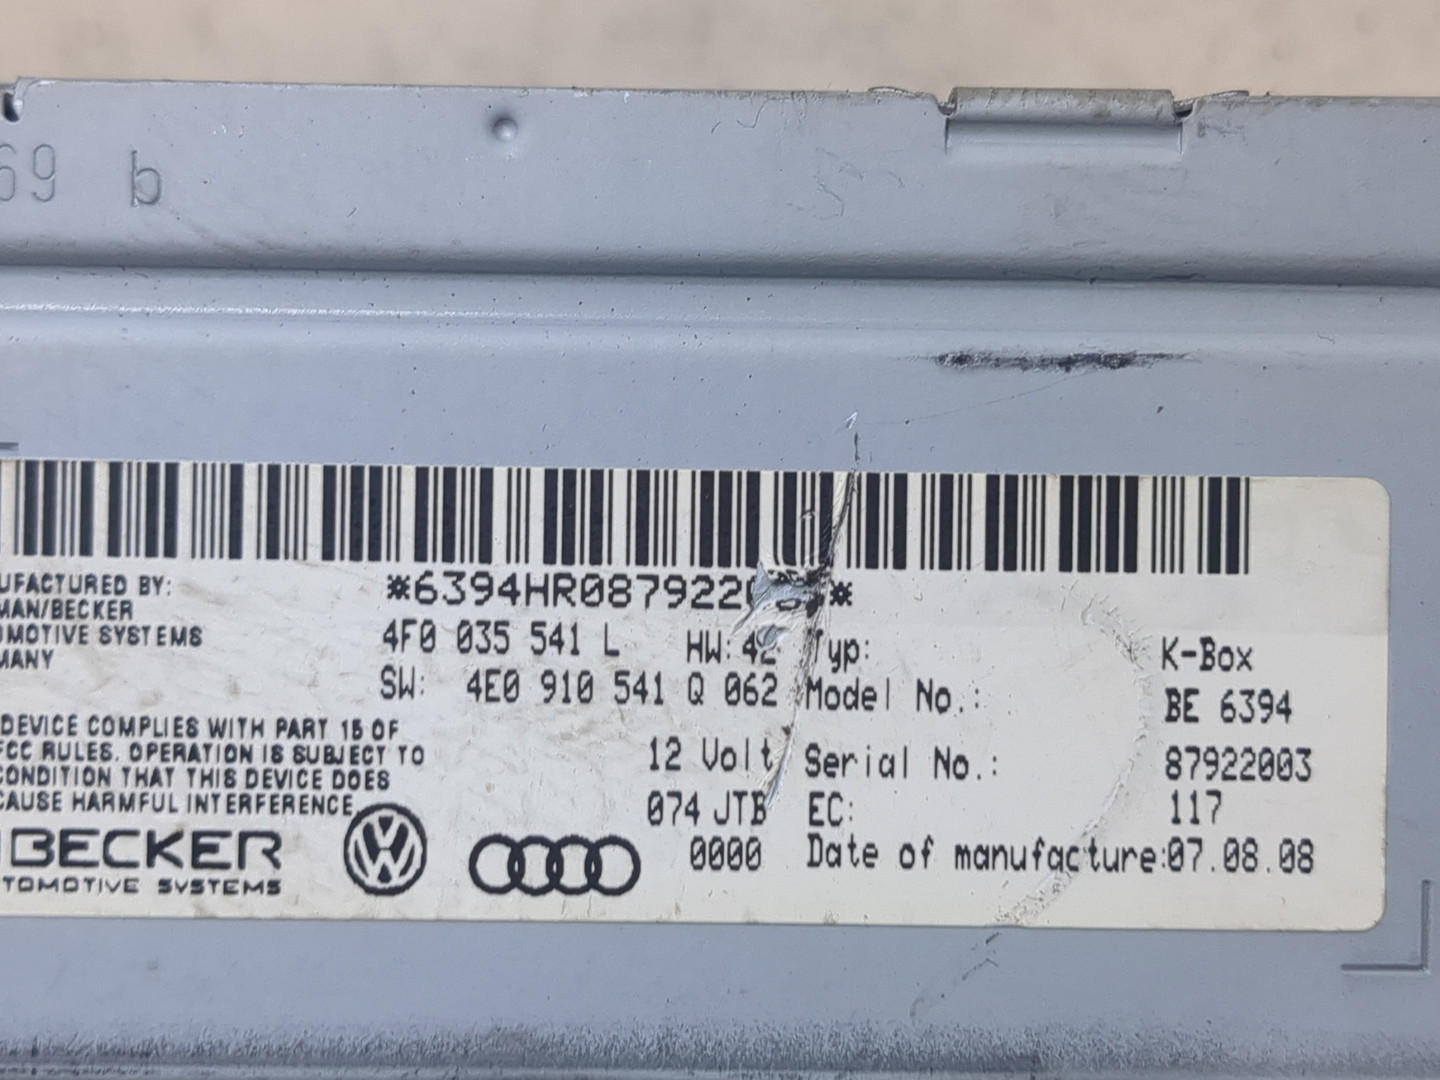 69 b
UFACTURED BY:
MAN/BECKER
OMOTIVE SYSTEMS
MANY
*6394HR087922
4F0 035 541 L HW: 42 Typ: K-Box
SW: 4E0 910 541 Q 062 Model No.: BE 6394
DEVICE COMPLIES WITH PART 15 OF
FCC RULES. OPERATION IS SUBJECT TO
CONDITION THAT THIS DEVICE DOES
CAUSE HARMFUL INTERFERENCE.
12 Volt Serial No.: 87922003
074 JTB EC: 117
0000 Date of manufacture:07.08.08
BECKER
TOMOTIVE SYSTEMS